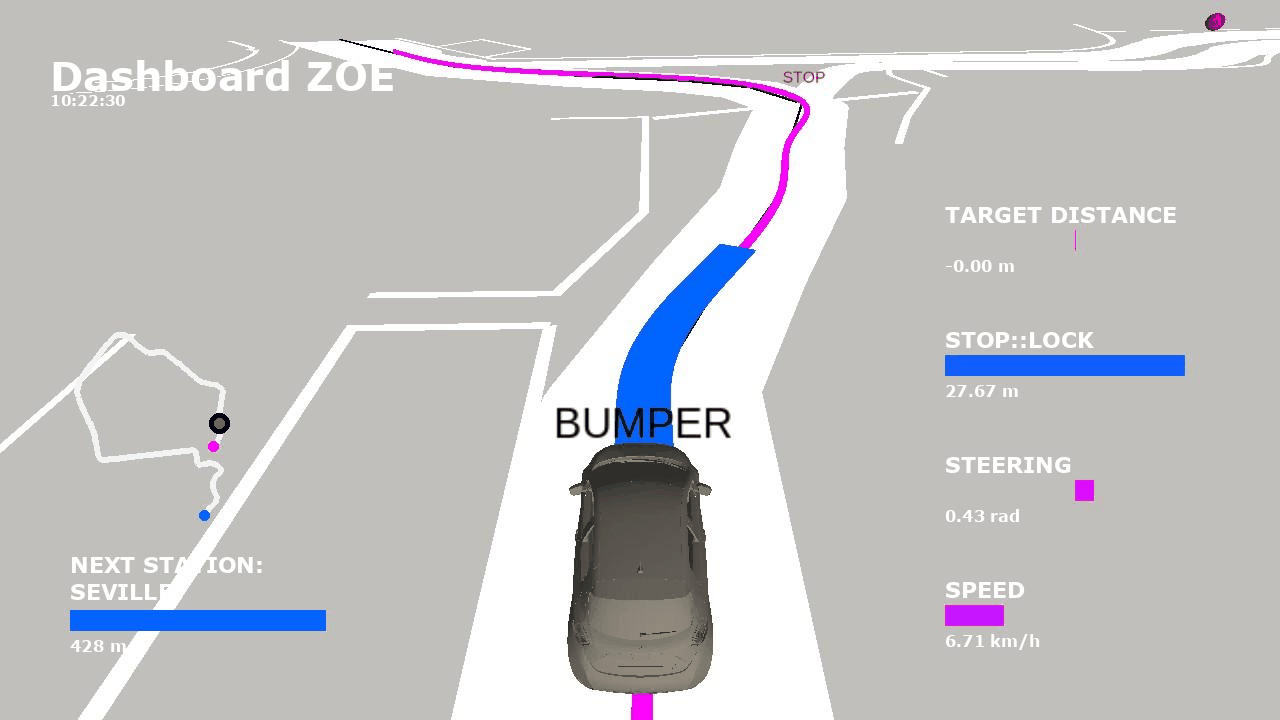 Dashboard ZOE
10:22:30
STOP
TARGET DISTANCE
-0.00 m
STOP::LOCK
27.67 m
STEERING
0.43 rad
SPEED
6.71 km/h
BUMPER
NEXT STATION:
SEVILLE
428 m